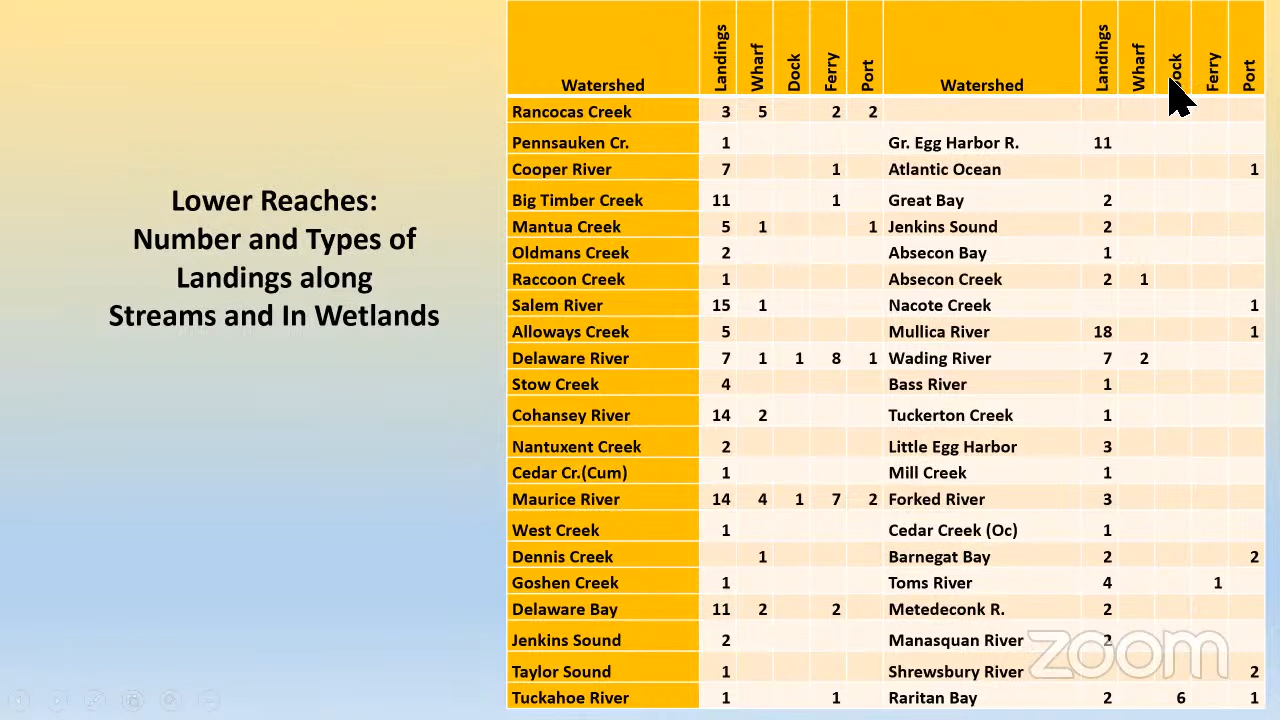 Lower Reaches:
Number and Types of
Landings along
Streams and In Wetlands
Watershed Landings Wharf Dock Ferry Port Watershed Landings Wharf Dock Ferry Port
Rancocas Creek 3 5 2 2
Pennsauken Cr. 1 Gr. Egg Harbor R. 11
Cooper River 7 1 Atlantic Ocean 1
Big Timber Creek 11 1 Great Bay 2
Mantua Creek 5 1 1 Jenkins Sound 2
Oldmans Creek 2 Absecon Bay 1
Raccoon Creek 1 Absecon Creek 2 1
Salem River 15 1 Nacote Creek 1
Alloways Creek 5 Mullica River 18 1
Delaware River 7 1 1 8 1 Wading River 7 2
Stow Creek 4 Bass River 1
Cohansey River 14 2 Tuckerton Creek 1
Nantuxent Creek 2 Little Egg Harbor 3
Cedar Cr.(Cum) 1 Mill Creek 1
Maurice River 14 4 1 7 2 Forked River 3
West Creek 1 Cedar Creek (Oc) 1
Dennis Creek 1 Barnegat Bay 2 2
Goshen Creek 1 Toms River 4 1
Delaware Bay 11 2 2 Metedeconk R. 2
Jenkins Sound 2 Manasquan River 2
Taylor Sound 1 Shrewsbury River 2
Tuckahoe River 1 1 Raritan Bay 2 6 1
zoom